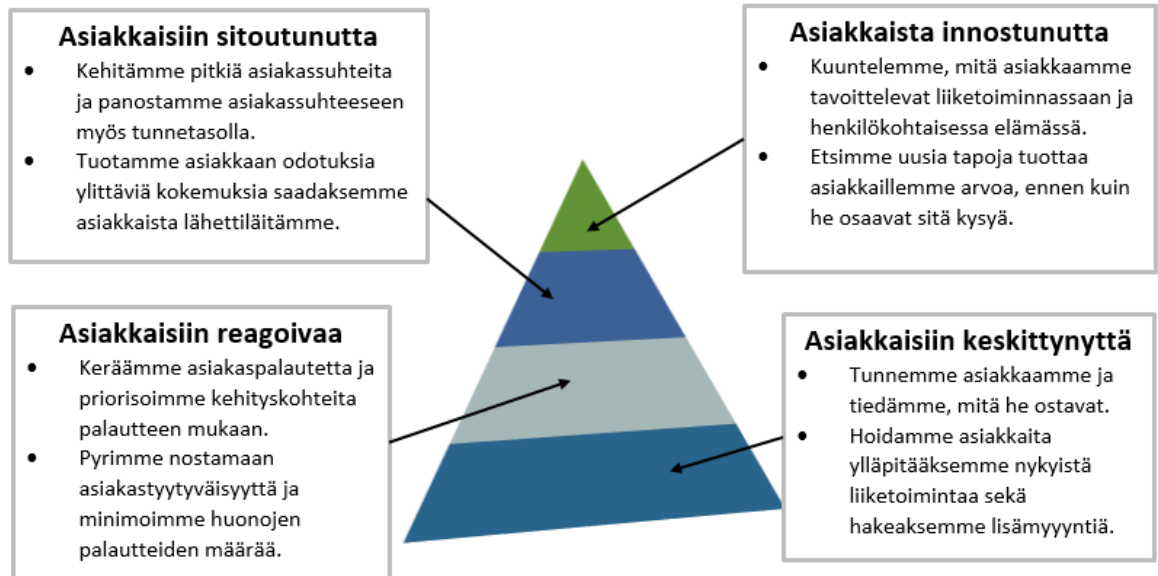 Asiakkaisiin sitoutunutta
• Kehitämme pitkiä asiakassuhteita
ja panostamme asiakassuhteeseen
myös tunnetasolla.
• Tuotamme asiakkaan odotuksia
ylittäviä kokemuksia saadaksemme
asiakkaista lähettiläitämme.
Asiakkaista innostunutta
• Kuuntelemme, mitä asiakkaamme
tavoittelevat liiketoiminnassaan ja
henkilökohtaisessa elämässä.
• Etsimme uusia tapoja tuottaa
asiakkaillemme arvoa, ennen kuin
he osaavat sitä kysyä.
Asiakkaisiin reagoivaa
• Keräämme asiakaspalautetta ja
priorisoimme kehityskohteita
palautteen mukaan.
• Pyrimme nostamaan
asiakastyytyväisyyttä ja
minimoimme huonojen
palautteiden määrää.
Asiakkaisiin keskittynyttä
• Tunnemme asiakkaamme ja
tiedämme, mitä he ostavat.
• Hoidamme asiakkaita
ylläpitääksemme nykyistä
liiketoimintaa sekä
hakeaksemme lisämyyntiä.